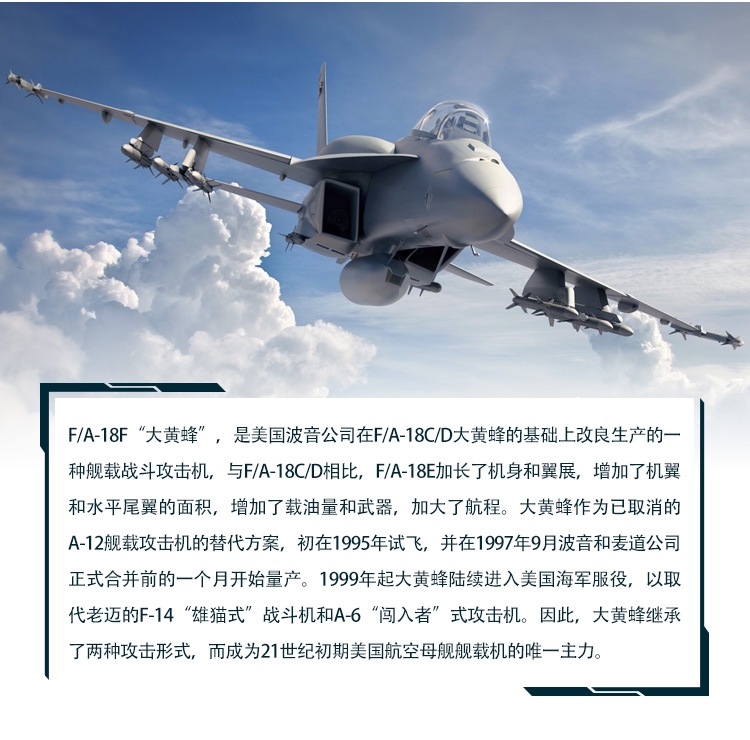 F/A-18F“大黄蜂”，是美国波音公司在F/A-18C/D大黄蜂的基础上改良生产的一
种舰载战斗攻击机，与F/A-18C/D相比，F/A-18E加长了机身和翼展，增加了机翼
和水平尾翼的面积，增加了载油量和武器，加大了航程。大黄蜂作为已取消的
A-12舰载攻击机的替代方案，初在1995年试飞，并在1997年9月波音和麦道公司
正式合并前的一个月开始量产。1999年起大黄蜂陆续进入美国海军服役，以取
代老迈的F-14“雄猫式”战斗机和A-6“闯入者”式攻击机。因此，大黄蜂继承
了两种攻击形式，而成为21世纪初期美国航空母舰舰载机的唯一主力。